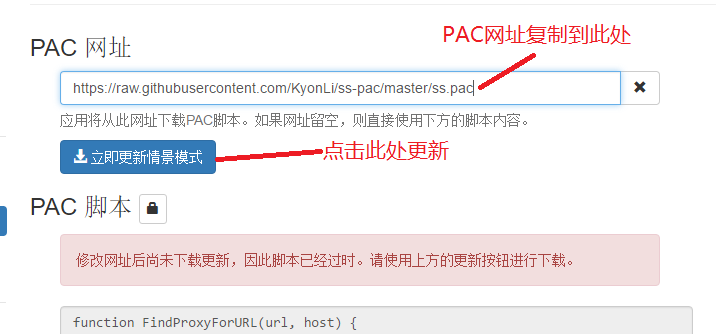 PAC网址复制到此处
PAC 网址
https://raw.githubusercontent.com/KyonLi/ss-pac/master/ss.pac
应用将从此网址下载PAC脚本。如果网址留空，则直接使用下方的脚本内容。
立即更新情景模式
点击此处更新
PAC 脚本
修改网址后尚未下载更新，因此脚本已经过时。请使用上方的更新按钮进行下载。
function FindProxyForURL(url, host) {